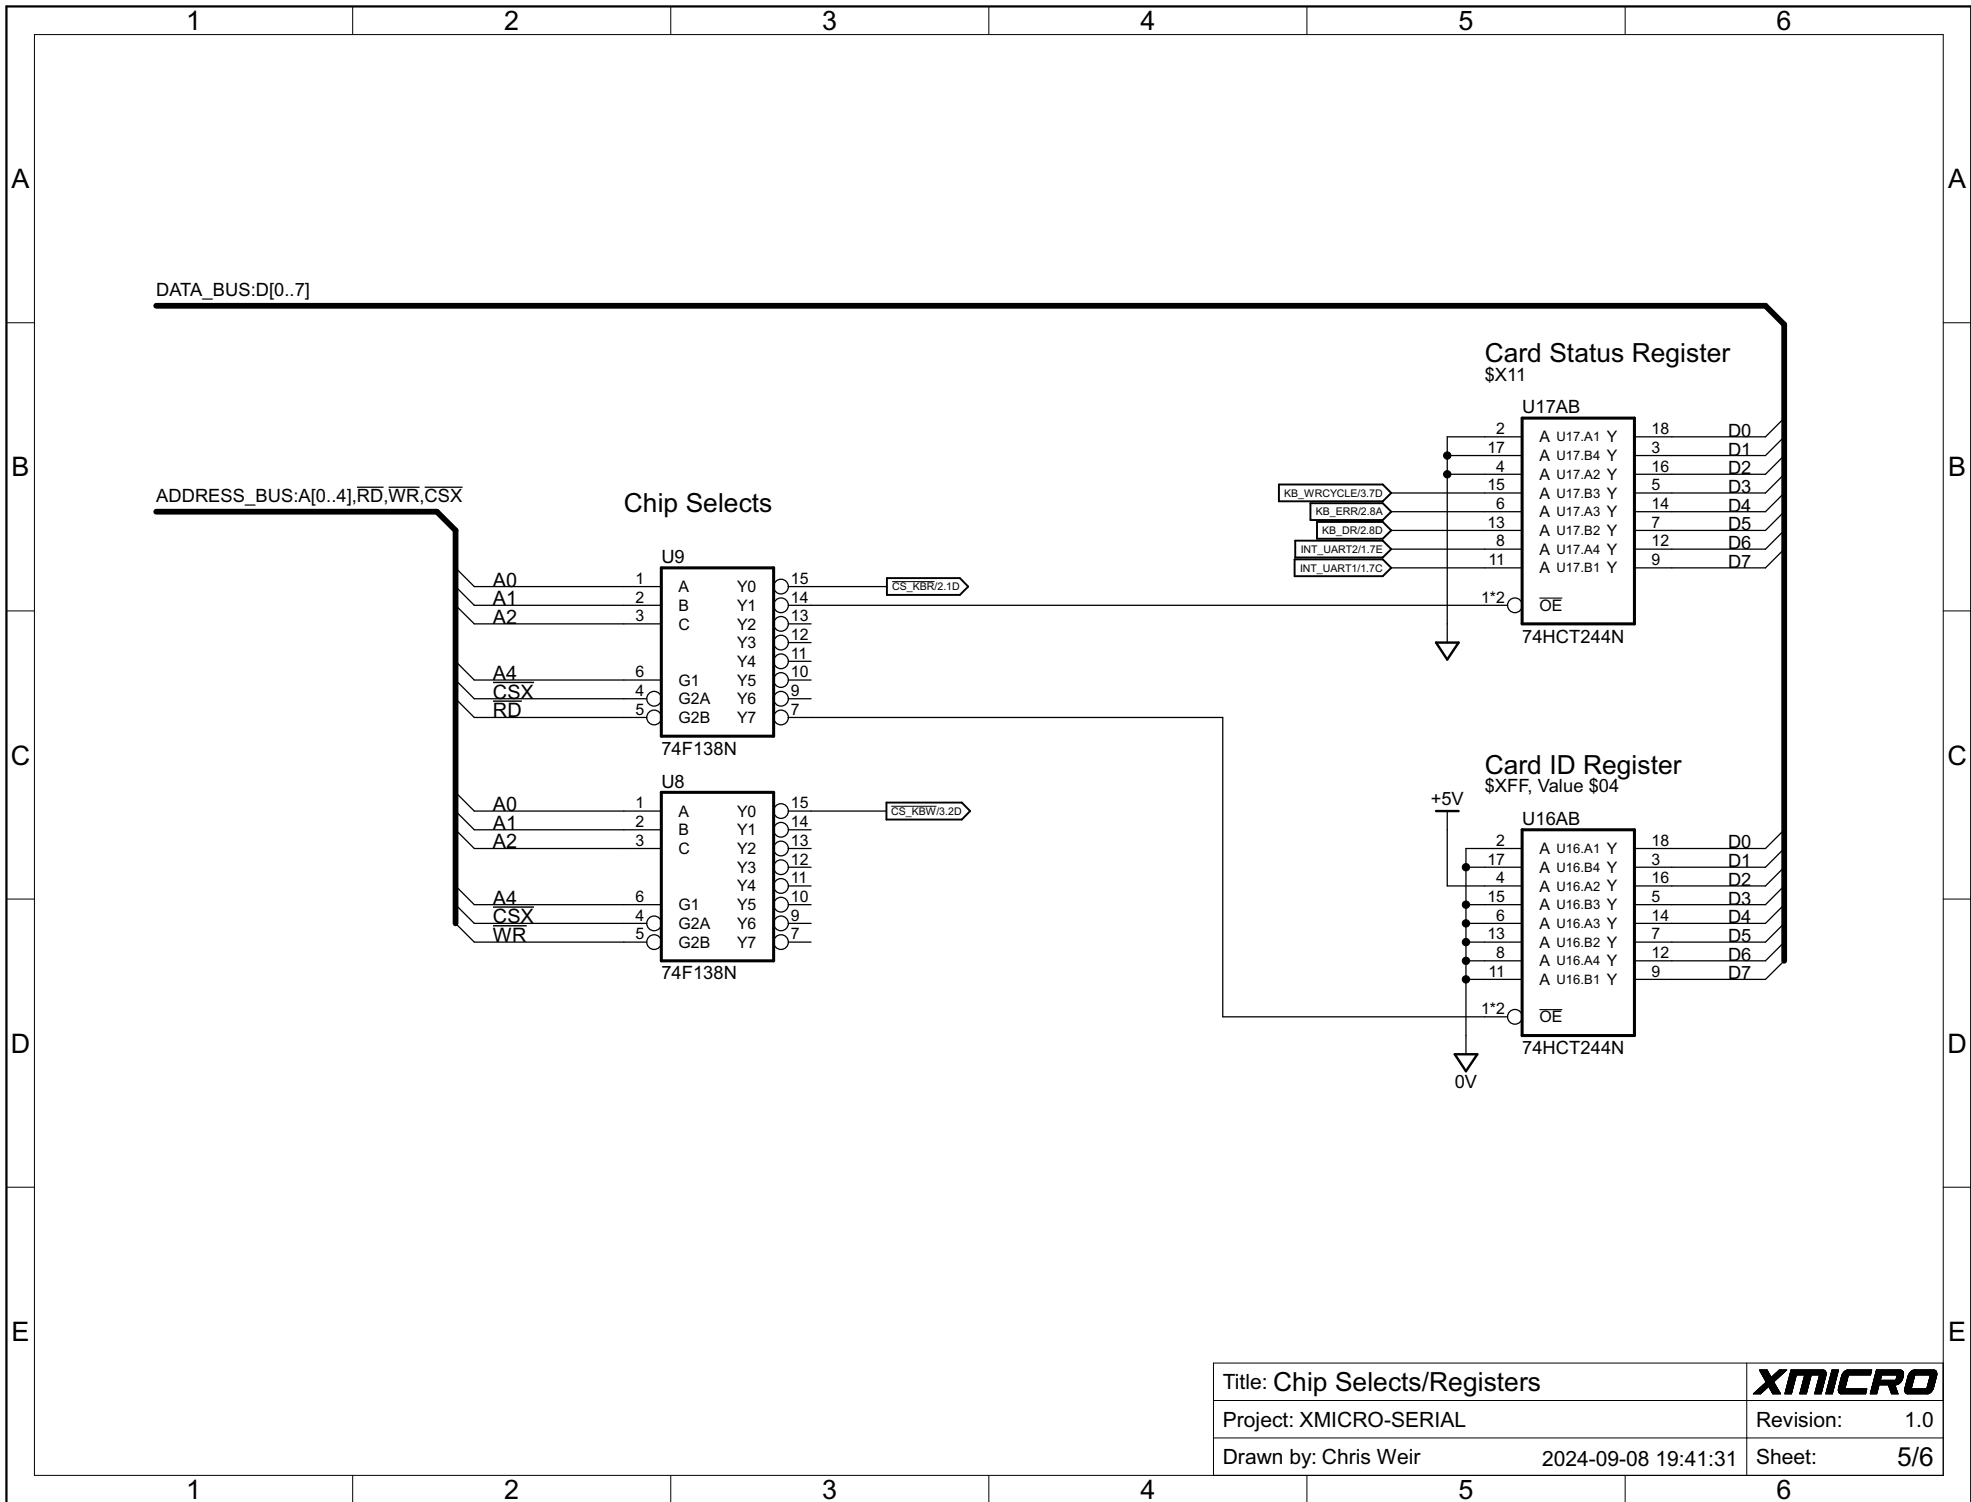 1 2 3 4 5 6
A A
DATA_BUS:D[0..7]
Card Status Register
$X11
U17AB
2 A U17.A1 Y 18 D0
17 A U17.B4 Y 3 D1
4 A U17.A2 Y 16 D2
KB_WRCYCLE/3.7D 15 A U17.B3 Y 5 D3
KB_ERR/2.8A 6 A U17.A3 Y 14 D4
KB_DR/2.8D 13 A U17.B2 Y 7 D5
INT_UART2/1.7E 8 A U17.A4 Y 12 D6
INT_UART1/1.7C 11 A U17.B1 Y 9 D7
1*2 OE
74HCT244N
B B
ADDRESS_BUS:A[0..4],RD,WR,CSX
Chip Selects
U9
A0 1 A Y0 15 CS_KBR/2.1D
A1 2 B Y1 14
A2 3 C Y2 13
Y3 12
Y4 11
A4 6 G1 Y5 10
CSX 4 G2A Y6 9
RD 5 G2B Y7 7
74F138N
C C
U8
A0 1 A Y0 15 CS_KBW/3.2D
A1 2 B Y1 14
A2 3 C Y2 13
Y3 12
Y4 11
A4 6 G1 Y5 10
CSX 4 G2A Y6 9
WR 5 G2B Y7 7
74F138N
Card ID Register
$XFF, Value $04
+5V
U16AB
2 A U16.A1 Y 18 D0
17 A U16.B4 Y 3 D1
4 A U16.A2 Y 16 D2
15 A U16.B3 Y 5 D3
6 A U16.A3 Y 14 D4
13 A U16.B2 Y 7 D5
8 A U16.A4 Y 12 D6
11 A U16.B1 Y 9 D7
1*2 OE
74HCT244N
0V
D D
E E
Title: Chip Selects/Registers XMICRO
Project: XMICRO-SERIAL Revision: 1.0
Drawn by: Chris Weir 2024-09-08 19:41:31 Sheet: 5/6
1 2 3 4 5 6